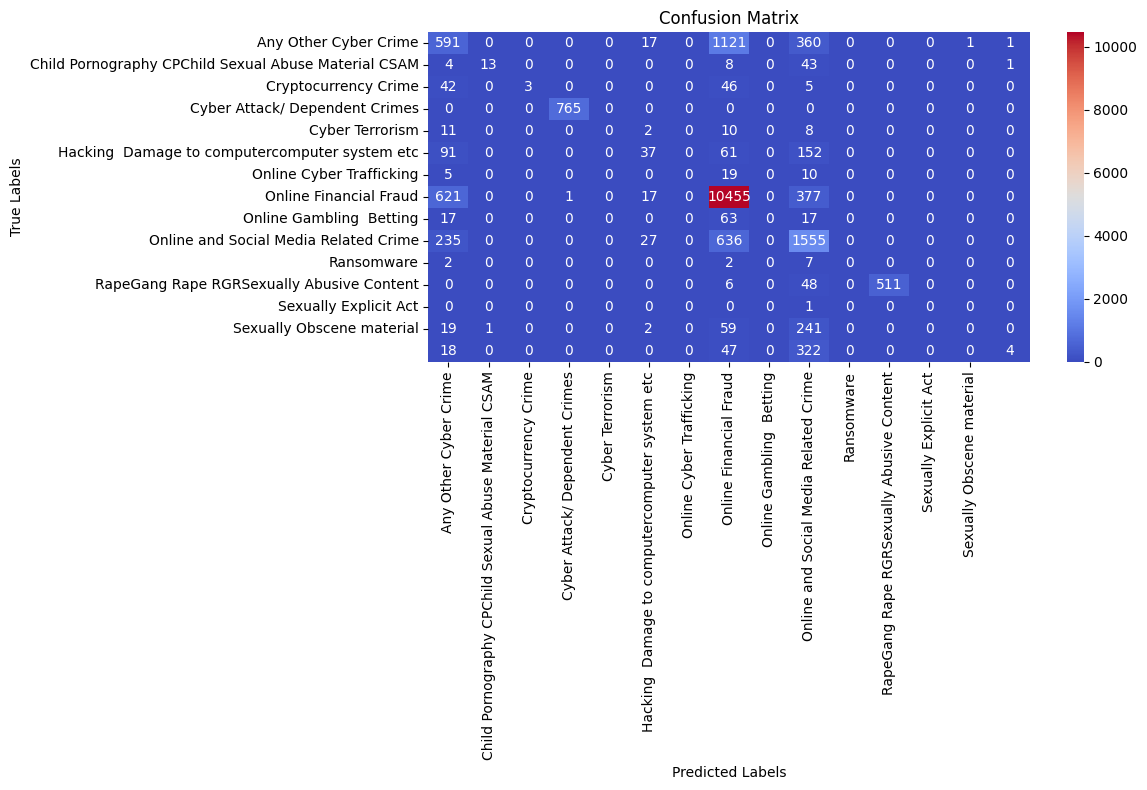 Confusion Matrix
Any Other Cyber Crime 591 0 0 0 0 17 0 1121 0 360 0 0 0 1 1
Child Pornography CPChild Sexual Abuse Material CSAM 4 13 0 0 0 0 0 8 0 43 0 0 0 0 1
Cryptocurrency Crime 42 0 3 0 0 0 0 46 0 5 0 0 0 0 0
Cyber Attack/ Dependent Crimes 0 0 0 765 0 0 0 0 0 0 0 0 0 0 0
Cyber Terrorism 11 0 0 0 0 2 0 10 0 8 0 0 0 0 0
Hacking  Damage to computercomputer system etc 91 0 0 0 0 37 0 61 0 152 0 0 0 0 0
Online Cyber Trafficking 5 0 0 0 0 0 0 19 0 10 0 0 0 0 0
Online Financial Fraud 621 0 0 1 0 17 0 10455 0 377 0 0 0 0 0
Online Gambling  Betting 17 0 0 0 0 0 0 63 0 17 0 0 0 0 0
Online and Social Media Related Crime 235 0 0 0 0 27 0 636 0 1555 0 0 0 0 0
Ransomware 2 0 0 0 0 0 0 2 0 7 0 0 0 0 0
RapeGang Rape RGRSexually Abusive Content 0 0 0 0 0 0 0 6 0 48 0 511 0 0 0
Sexually Explicit Act 0 0 0 0 0 0 0 0 0 1 0 0 0 0 0
Sexually Obscene material 19 1 0 0 0 2 0 59 0 241 0 0 0 0 0
18 0 0 0 0 0 0 47 0 322 0 0 0 0 4
True Labels
Any Other Cyber Crime
Child Pornography CPChild Sexual Abuse Material CSAM
Cryptocurrency Crime
Cyber Attack/ Dependent Crimes
Cyber Terrorism
Hacking  Damage to computercomputer system etc
Online Cyber Trafficking
Online Financial Fraud
Online Gambling  Betting
Online and Social Media Related Crime
Ransomware
RapeGang Rape RGRSexually Abusive Content
Sexually Explicit Act
Sexually Obscene material
Predicted Labels
10000
8000
6000
4000
2000
0